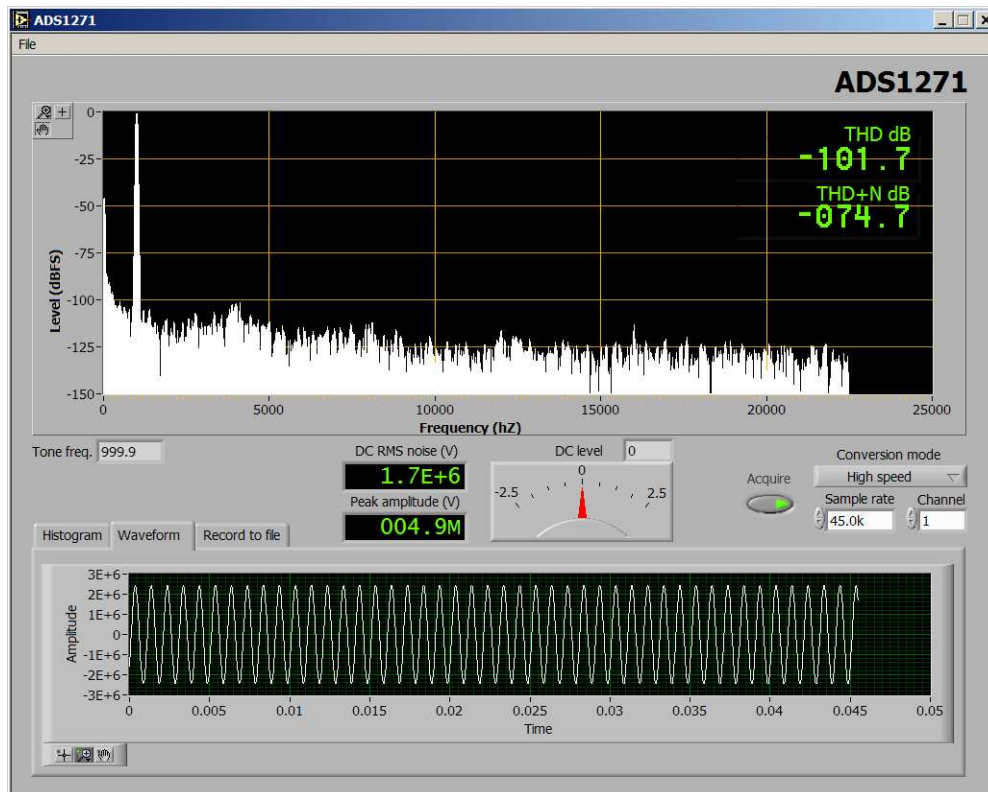 ADS1271
File
ADS1271
0
-25
-50
-75
-100
-125
-150
Level (dBFS)
THD dB
-101.7
THD+N dB
-074.7
0
5000
10000
15000
20000
25000
Frequency (hZ)
Tone freq. 999.9
DC RMS noise (V)
1.7E+6
Peak amplitude (V)
004.9M
DC level 0
-2.5
0
2.5
Acquire
Conversion mode
High speed
Sample rate
45.0k
Channel
1
Histogram
Waveform
Record to file
3E+6
2E+6
1E+6
0
-1E+6
-2E+6
-3E+6
Amplitude
0
0.005
0.01
0.015
0.02
0.025
0.03
0.035
0.04
0.045
0.05
Time